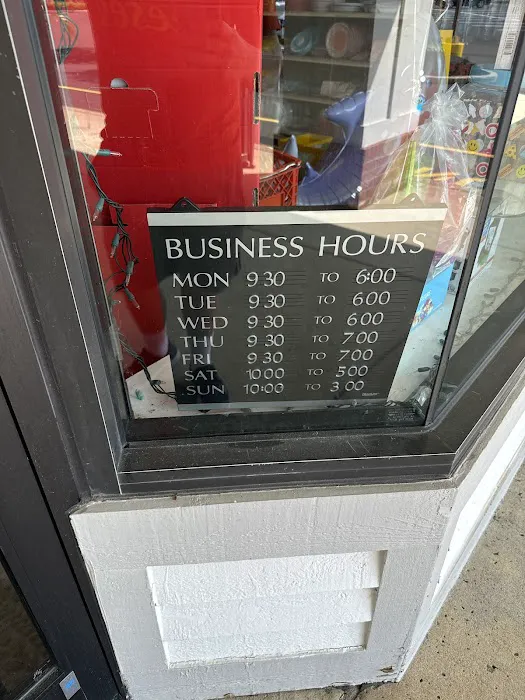 BUSINESS HOURS
MON 9 30 TO 6:00
TUE 9 30 TO 6 00
WED 9 30 TO 6 00
THU 9 30 TO 7 00
FRI 9 30 TO 7 00
SAT 10 00 TO 5 00
SUN 10:00 TO 3 00